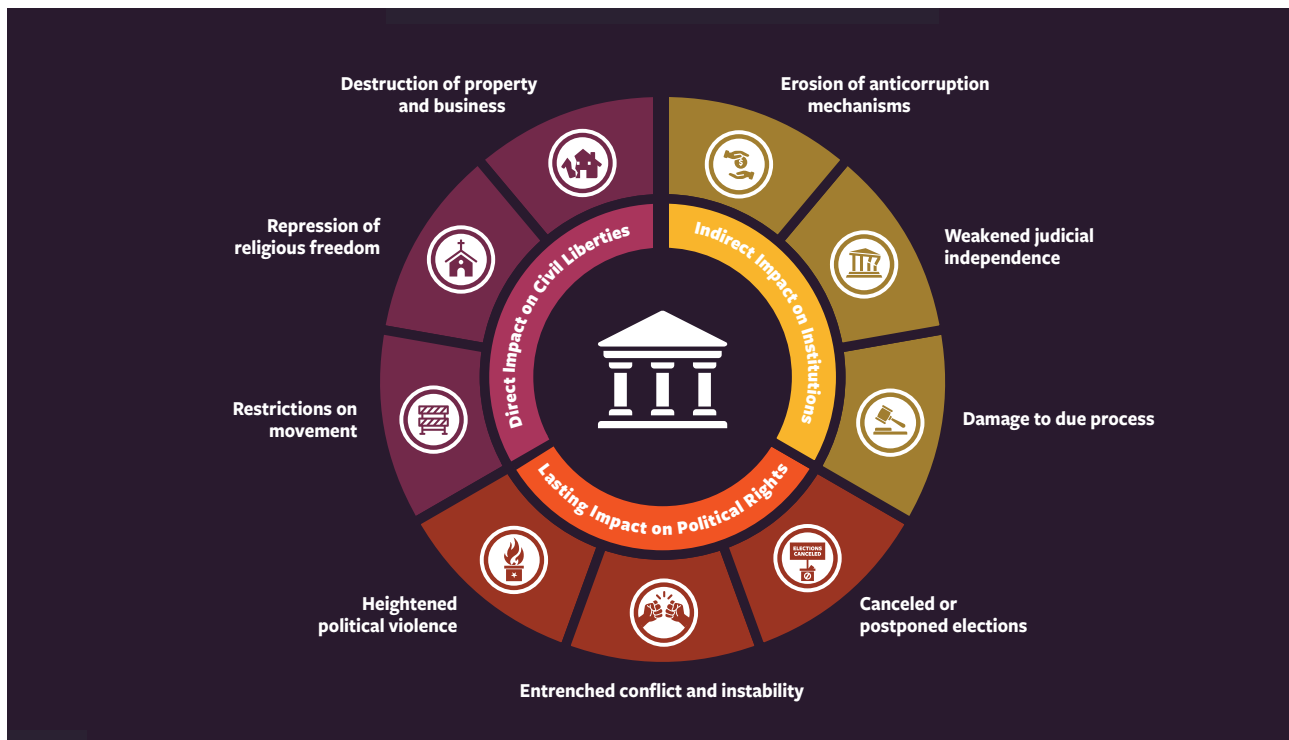 Destruction of property
and business
Erosion of anticorruption
mechanisms
Repression of
religious freedom
Weakened judicial
independence
Restrictions on
movement
Damage to due process
Direct Impact on Civil Liberties
Indirect Impact on Institutions
Lasting Impact on Political Rights
$
ELECTIONS
CANCELED
Heightened
political violence
Canceled or
postponed elections
Entrenched conflict and instability